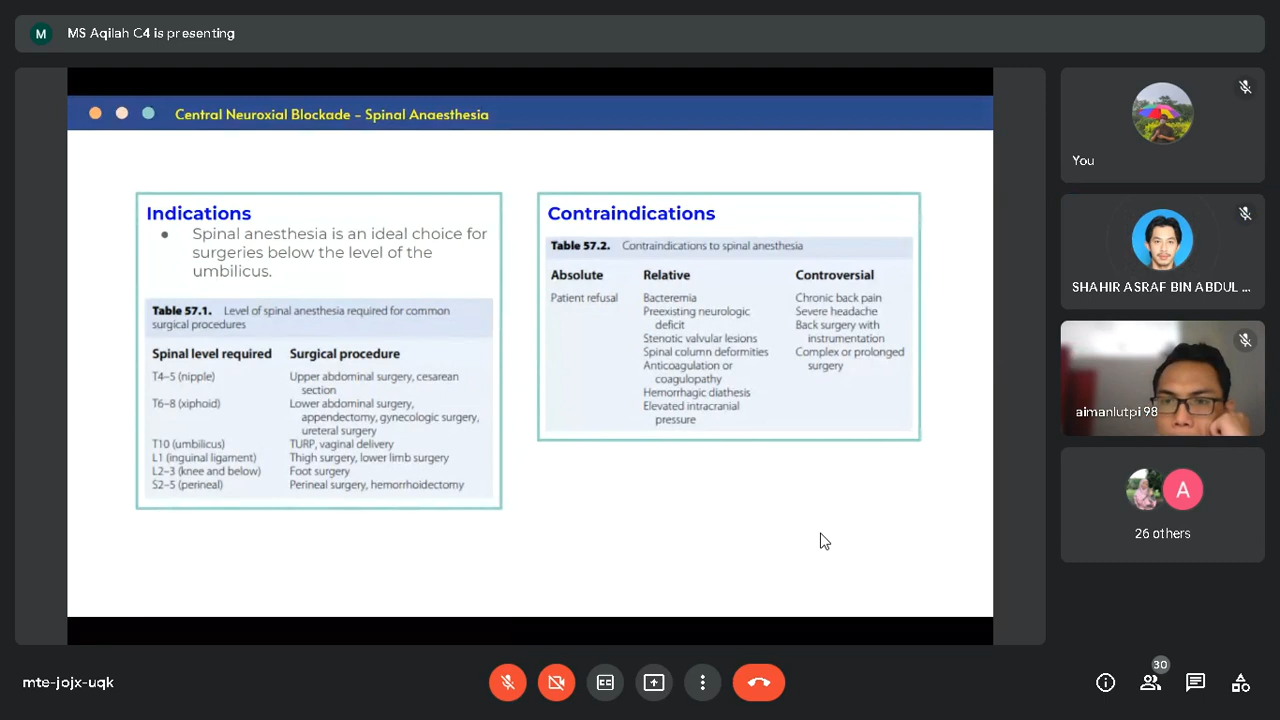 M
MS Aqilah C4 is presenting
Central Neuroxial Blockade – Spinal Anaesthesia
Indications
● Spinal anesthesia is an ideal choice for
surgeries below the level of the
umbilicus.
Table 57.1. Level of spinal anesthesia required for common
surgical procedures
Spinal level required Surgical procedure
T4–5 (nipple) Upper abdominal surgery, cesarean
section
T6–8 (xiphoid) Lower abdominal surgery,
appendectomy, gynecologic surgery,
ureteral surgery
T10 (umbilicus) TURP, vaginal delivery
L1 (inguinal ligament) Thigh surgery, lower limb surgery
L2–3 (knee and below) Foot surgery
S2–5 (perineal) Perineal surgery, hemorrhoidectomy
Contraindications
Table 57.2. Contraindications to spinal anesthesia
Absolute Relative Controversial
Patient refusal Bacteremia Chronic back pain
Preexisting neurologic Severe headache
deficit Back surgery with
Stenotic valvular lesions instrumentation
Spinal column deformities Complex or prolonged
Anticoagulation or surgery
coagulopathy
Hemorrhagic diathesis
Elevated intracranial
pressure
You
SHAHIR ASRAF BIN ABDUL ...
aimanlutpi 98
A
26 others
mte-jojx-uqk
30